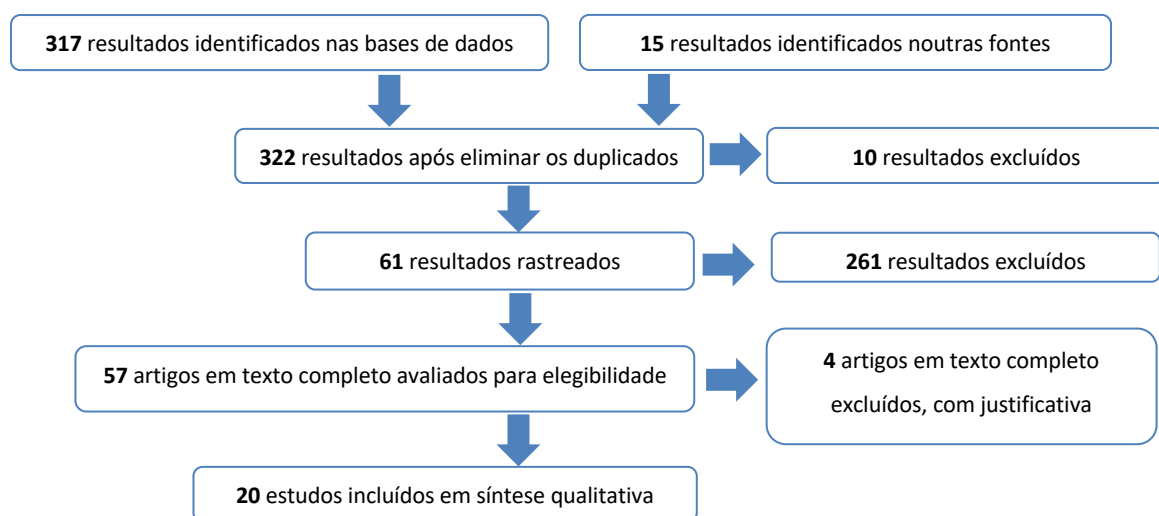 317 resultados identificados nas bases de dados
15 resultados identificados noutras fontes
322 resultados após eliminar os duplicados
10 resultados excluídos
61 resultados rastreados
261 resultados excluídos
57 artigos em texto completo avaliados para elegibilidade
4 artigos em texto completo
excluídos, com justificativa
20 estudos incluídos em síntese qualitativa